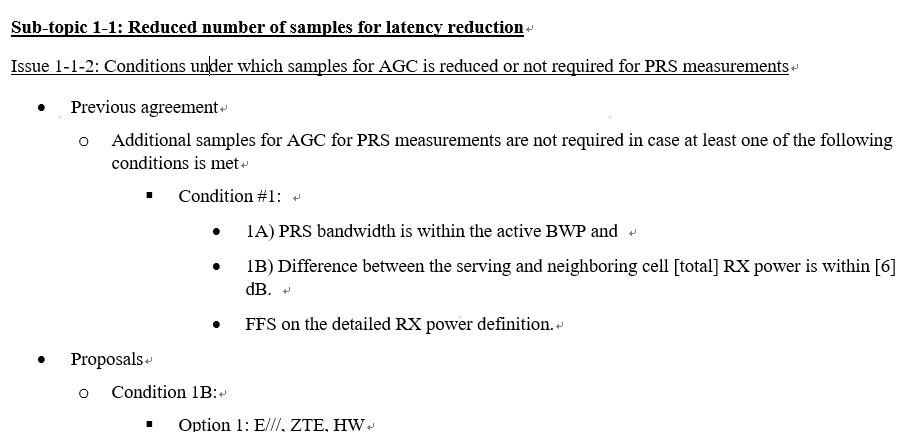 Sub-topic 1-1: Reduced number of samples for latency reduction
Issue 1-1-2: Conditions under which samples for AGC is reduced or not required for PRS measurements
• Previous agreement
o Additional samples for AGC for PRS measurements are not required in case at least one of the following
conditions is met
▪ Condition #1:
• 1A) PRS bandwidth is within the active BWP and
• 1B) Difference between the serving and neighboring cell [total] RX power is within [6]
dB.
• FFS on the detailed RX power definition.
• Proposals
o Condition 1B:
▪ Option 1: E///, ZTE, HW